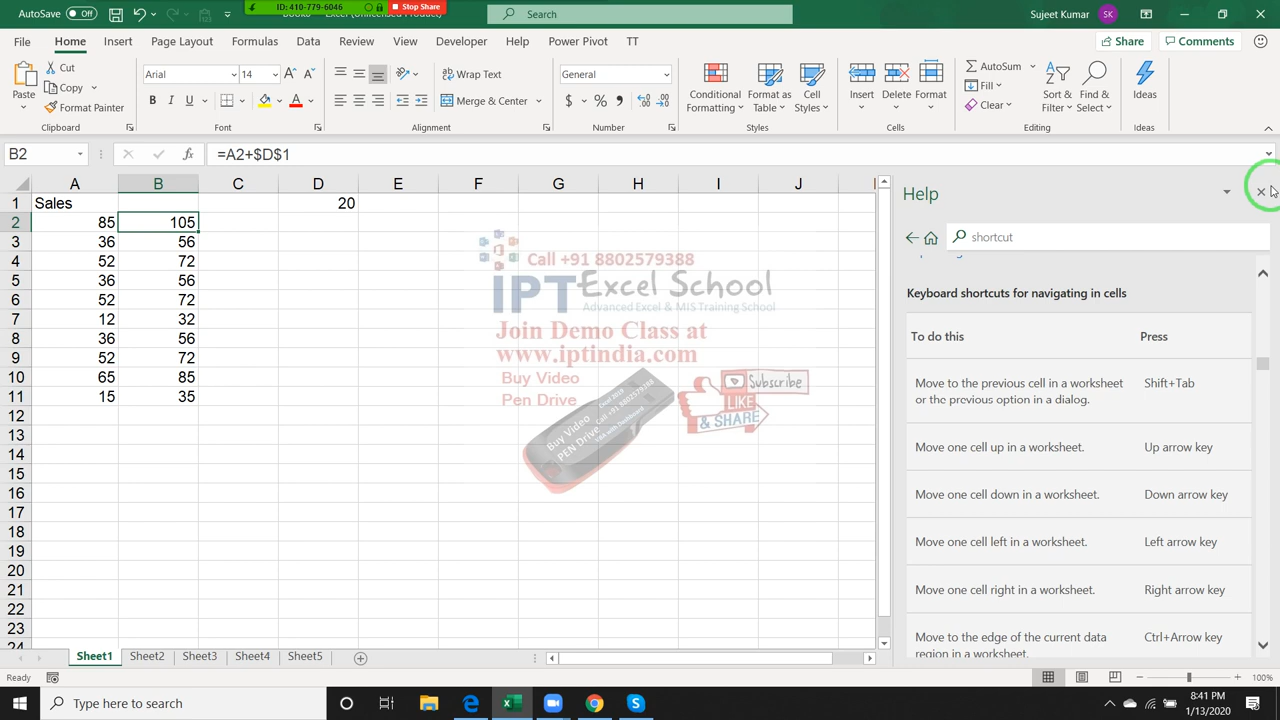 ID: 410-779-6046
Stop Share
AutoSave Off
Book5 - Excel (Unlicensed Product)
Search
Sujeet Kumar
SK
File Home Insert Page Layout Formulas Data Review View Developer Help Power Pivot TT
Share Comments
Paste
Cut
Copy
Format Painter
Clipboard
Arial 14
B I U
Font
Wrap Text
Merge & Center
Alignment
General
$ % ,
Number
Conditional Formatting
Format as Table
Cell Styles
Styles
Insert Delete Format
Cells
AutoSum
Fill
Clear
Sort & Filter
Find & Select
Editing
Ideas
Ideas
B2
fx
=A2+$D$1
A B C D E F G H I J
1 Sales 20
2 85 105
3 36 56
4 52 72
5 36 56
6 52 72
7 12 32
8 36 56
9 52 72
10 65 85
11 15 35
12
13
14
15
16
17
18
19
20
21
22
23
24
Call +91 8802579388
IPT Excel School
Advanced Excel & MIS Training School
Join Demo Class at
www.iptindia.com
Buy Video
Pen Drive
Buy Video
PEN Drive
Subscribe
LIKE
& SHARE
Help
shortcut
Keyboard shortcuts for navigating in cells
To do this Press
Move to the previous cell in a worksheet Shift+Tab
or the previous option in a dialog.
Move one cell up in a worksheet. Up arrow key
Move one cell down in a worksheet. Down arrow key
Move one cell left in a worksheet. Left arrow key
Move one cell right in a worksheet. Right arrow key
Move to the edge of the current data Ctrl+Arrow key
region in a worksheet.
Sheet1 Sheet2 Sheet3 Sheet4 Sheet5
Ready
100%
Type here to search
8:41 PM
1/13/2020